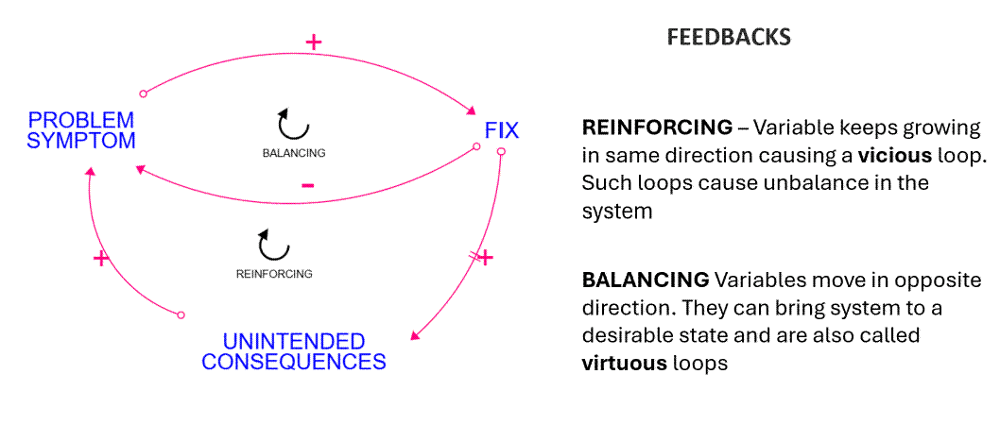 FEEDBACKS
+
PROBLEM
SYMPTOM
FIX
BALANCING
-
REINFORCING
+
+
UNINTENDED
CONSEQUENCES
REINFORCING – Variable keeps growing
in same direction causing a vicious loop.
Such loops cause unbalance in the
system
BALANCING Variables move in opposite
direction. They can bring system to a
desirable state and are also called
virtuous loops